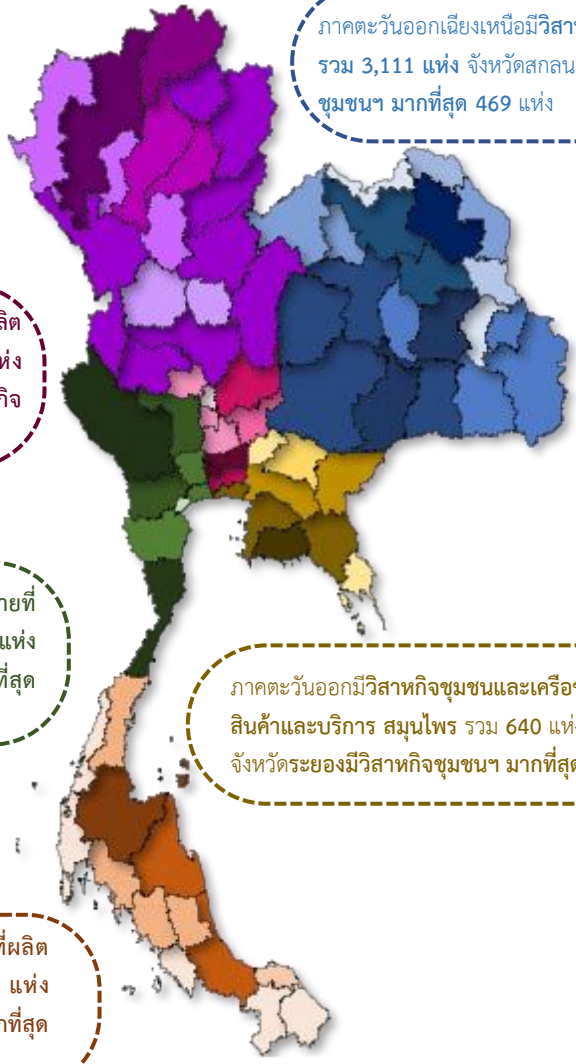 ภาคตะวันออกเฉียงเหนือมีวิสาห
รวม 3,111 แห่ง จังหวัดสกลน
ชุมชนฯ มากที่สุด 469 แห่ง
ผลิต
แห่ง
กิจ
ายที่
แห่ง
ที่สุด
ภาคตะวันออกมีวิสาหกิจชุมชนและเครือข
สินค้าและบริการ สมุนไพร รวม 640 แห่ง
จังหวัดระยองมีวิสาหกิจชุมชนฯ มากที่สุด
ที่ผลิต
แห่ง
กที่สุด